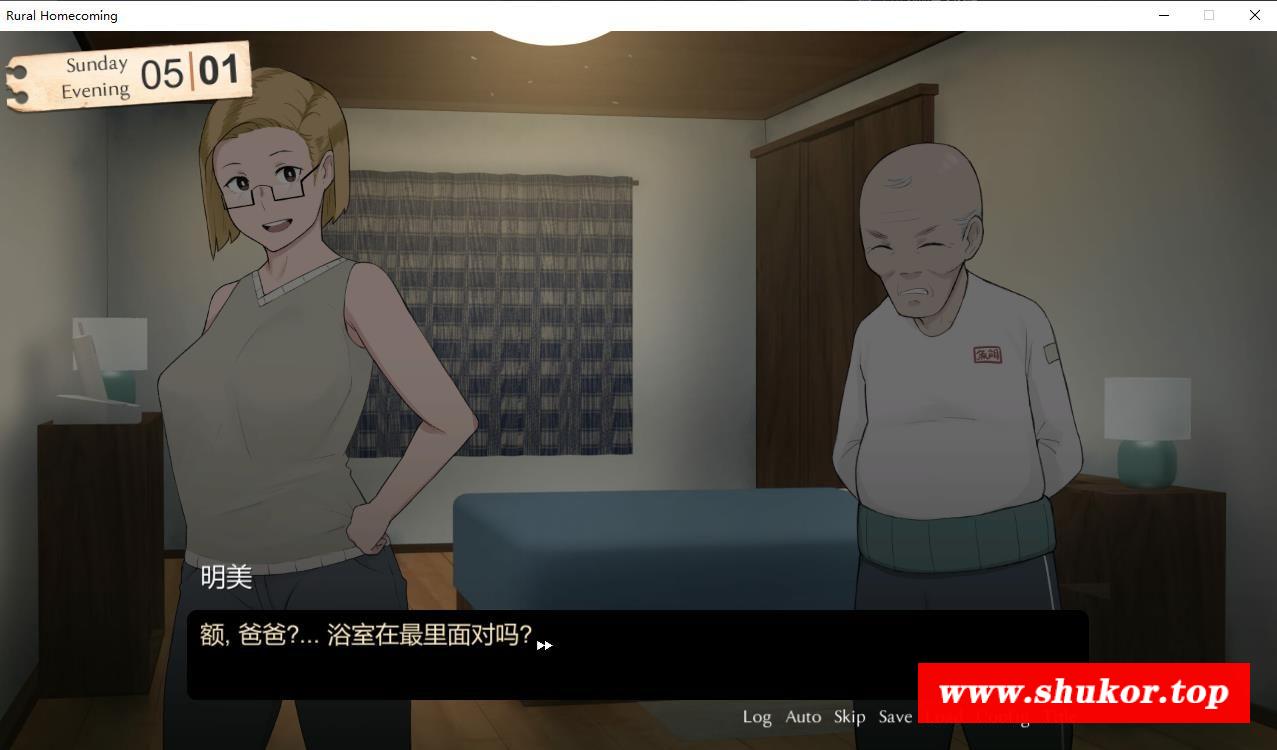 Rural Homecoming
Sunday
Evening
05|01
明美
额, 爸爸?... 浴室在最里面对吗?
www.shukor.top
Log Auto Skip Save